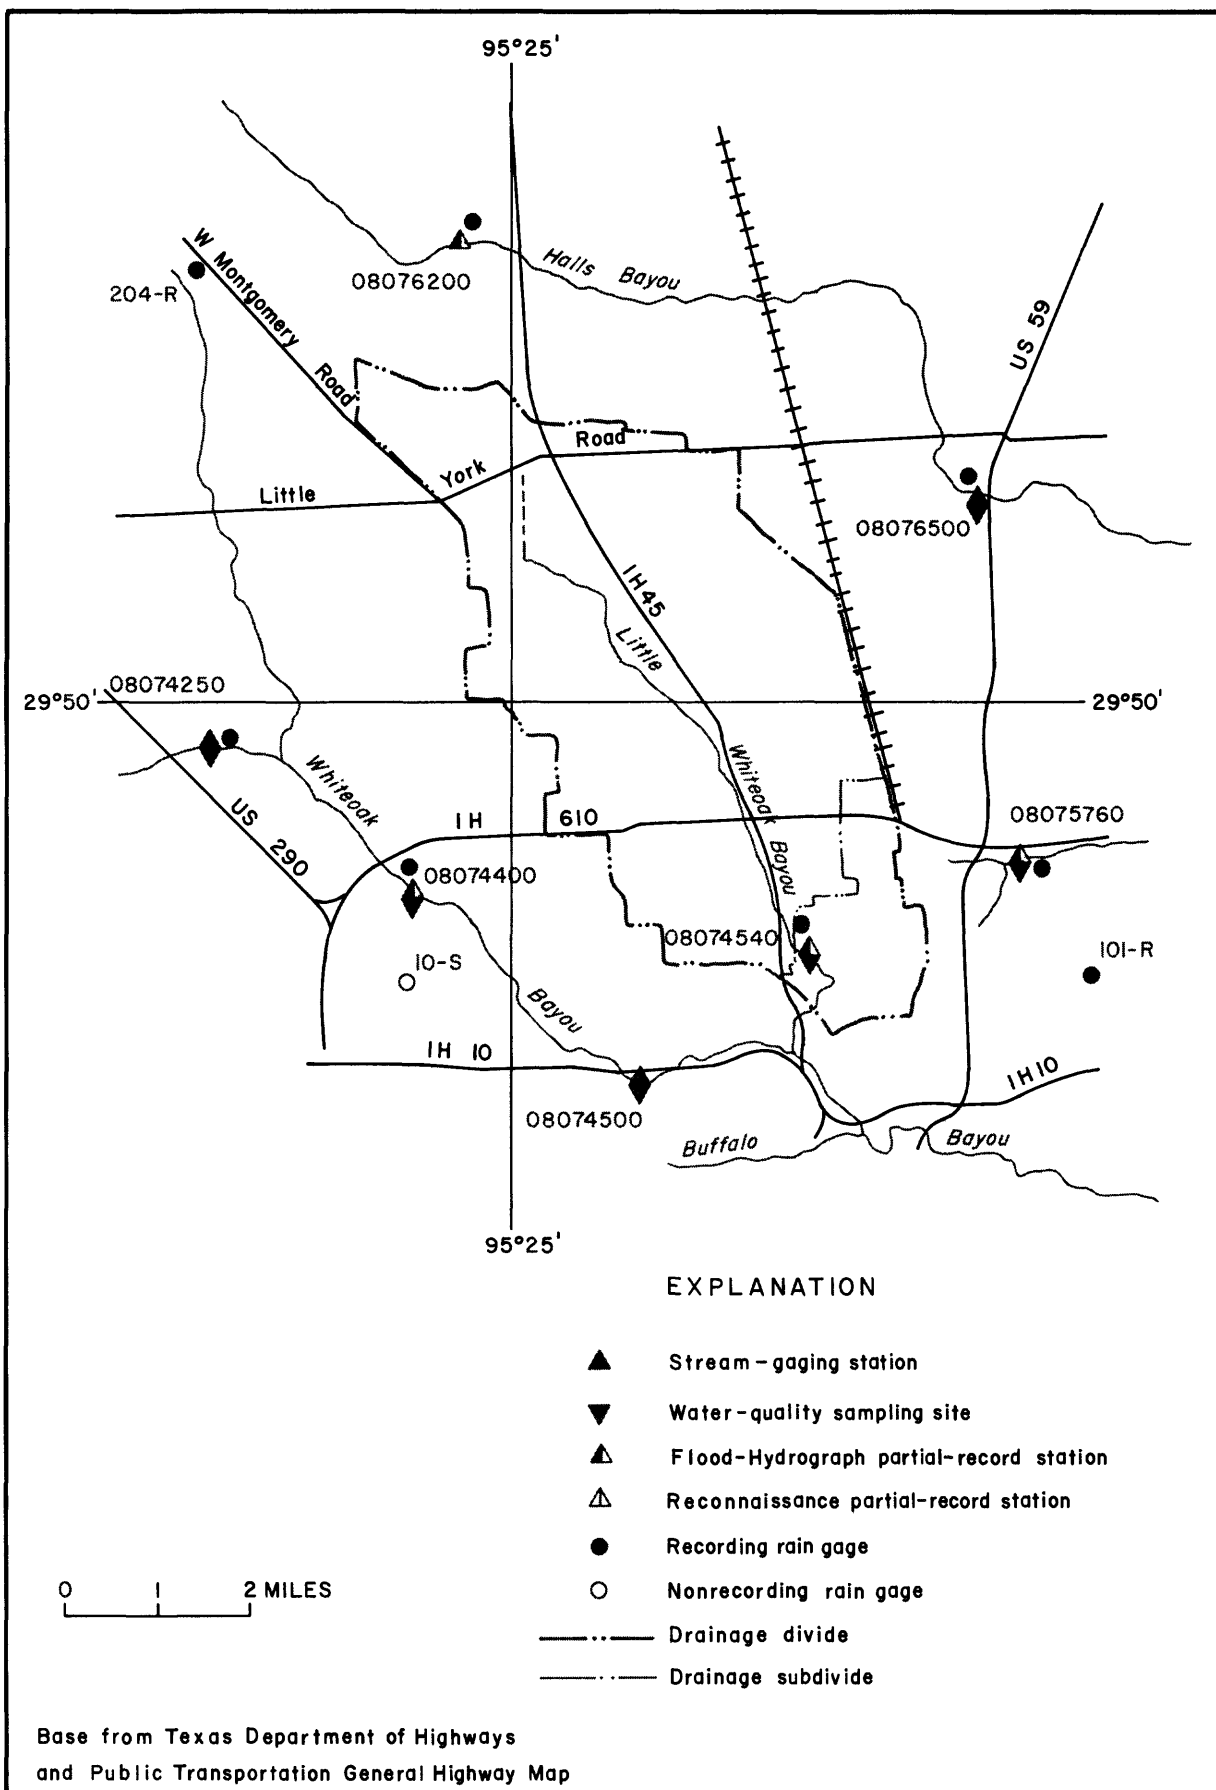 95°25'
W Montgomery Road
Halls Bayou
08076200
204-R
US 59
Road
York
Little
08076500
IH45
Little
08074250
29°50'
29°50'
Whiteoak
Whiteoak
US 290
IH 610
08075760
Bayou
08074400
08074540
10-S
101-R
Bayou
IH 10
IH10
08074500
Buffalo Bayou
95°25'
EXPLANATION
Stream-gaging station
Water-quality sampling site
Flood-Hydrograph partial-record station
Reconnaissance partial-record station
Recording rain gage
0 1 2 MILES
Nonrecording rain gage
Drainage divide
Drainage subdivide
Base from Texas Department of Highways
and Public Transportation General Highway Map